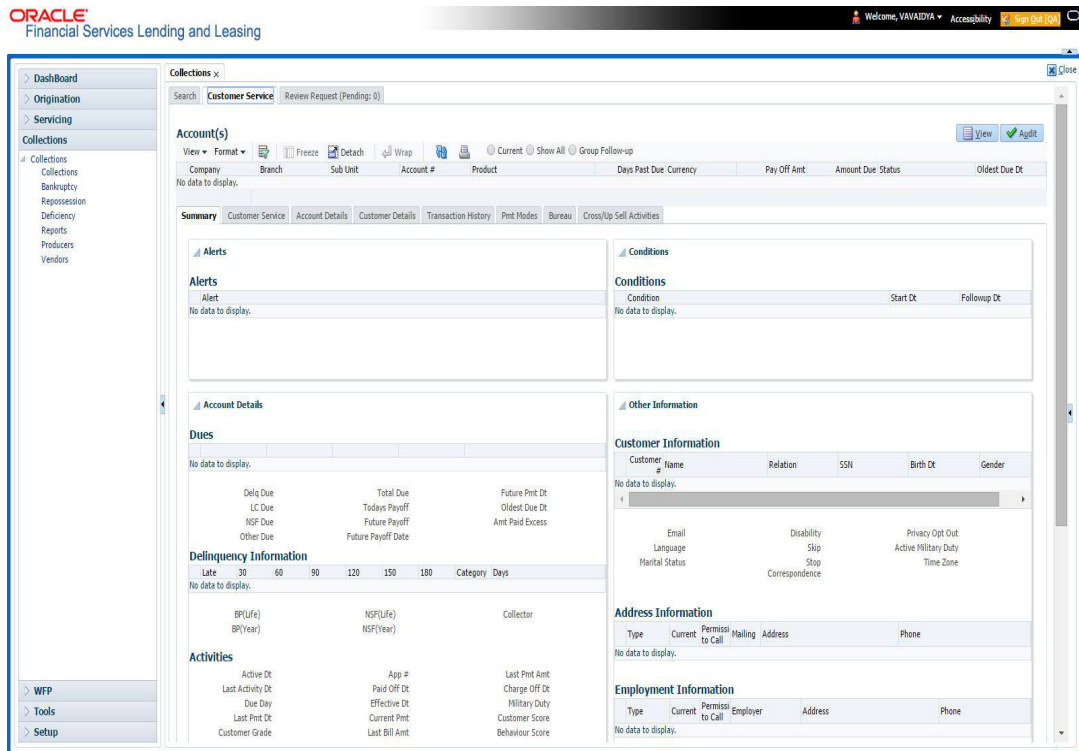 ORACLE
Financial Services Lending and Leasing
Welcome, VAVAIDYA
Accessibility
Sign Out [QA]
Close
DashBoard
Origination
Servicing
Collections
Collections
Collections
Bankruptcy
Repossession
Deficiency
Reports
Producers
Vendors
WFP
Tools
Setup
Collections x
Search Customer Service Review Request (Pending: 0)
Account(s)
View Audit
View Format Freeze Detach Wrap Current Show All Group Follow-up
Company Branch Sub Unit Account # Product Days Past Due Currency Pay Off Amt Amount Due Status Oldest Due Dt
No data to display.
Summary Customer Service Account Details Customer Details Transaction History Pmt Modes Bureau Cross/Up Sell Activities
Alerts
Alerts
Alert
No data to display.
Conditions
Conditions
Condition Start Dt Followup Dt
No data to display.
Account Details
Dues
No data to display.
Delq Due Total Due Future Pmt Dt
LC Due Todays Payoff Oldest Due Dt
NSF Due Future Payoff Amt Paid Excess
Other Due Future Payoff Date
Delinquency Information
Late 30 60 90 120 150 180 Category Days
No data to display.
BP(Life) NSF(Life) Collector
BP(Year) NSF(Year)
Activities
Active Dt App # Last Pmt Amt
Last Activity Dt Paid Off Dt Charge Off Dt
Due Day Effective Dt Military Duty
Last Pmt Dt Current Pmt Customer Score
Customer Grade Last Bill Amt Behaviour Score
Other Information
Customer Information
Customer # Name Relation SSN Birth Dt Gender
No data to display.
Email Disability Privacy Opt Out
Language Skip Active Military Duty
Marital Status Stop Correspondence Time Zone
Address Information
Type Current Permissi to Call Mailing Address Phone
No data to display.
Employment Information
Type Current Permissi to Call Employer Address Phone
No data to display.